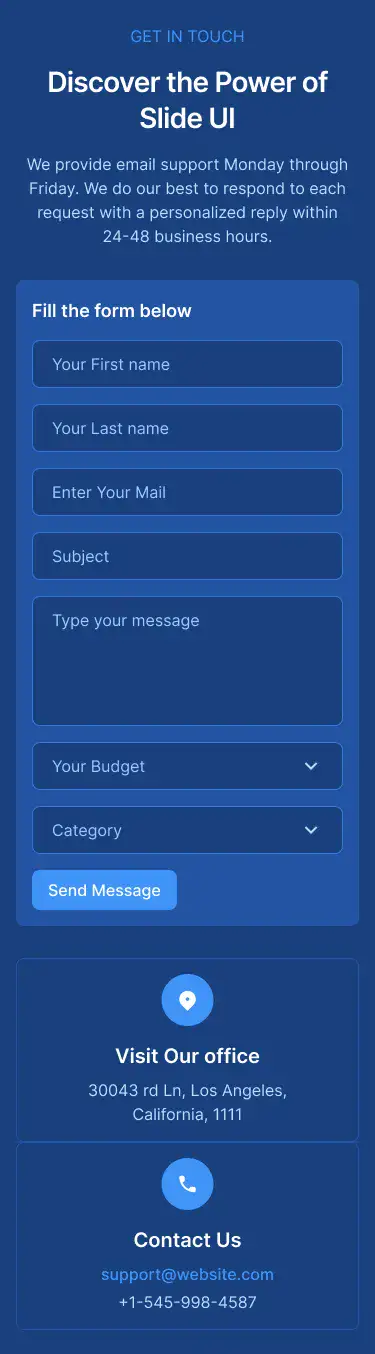 GET IN TOUCH
Discover the Power of
Slide UI
We provide email support Monday through
Friday. We do our best to respond to each
request with a personalized reply within
24-48 business hours.
Fill the form below
Your First name
Your Last name
Enter Your Mail
Subject
Type your message
Your Budget
Category
Send Message
Visit Our office
30043 rd Ln, Los Angeles,
California, 1111
Contact Us
support@website.com
+1-545-998-4587